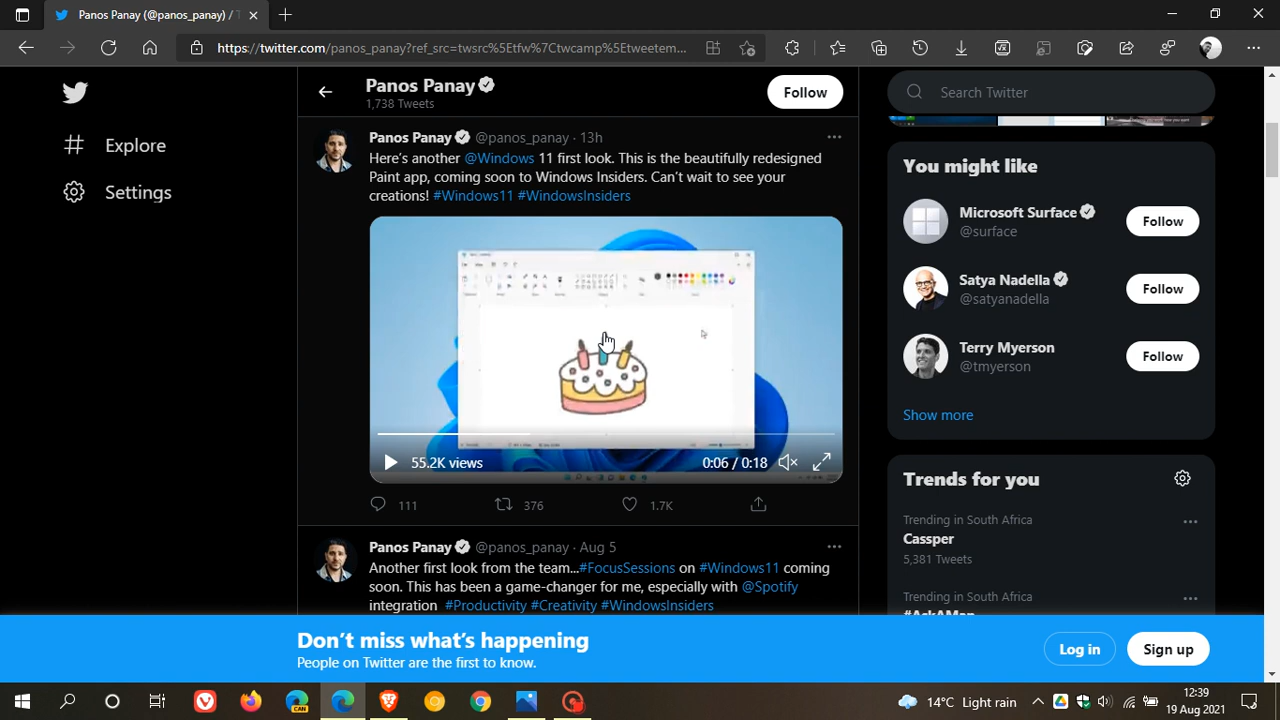 Panos Panay (@panos_panay) / T
https://twitter.com/panos_panay?ref_src=twsrc%5Etfw%7Ctwcamp%5Etweetem...
Explore
Settings
Panos Panay
1,738 Tweets
Follow
Panos Panay @panos_panay · 13h
Here's another @Windows 11 first look. This is the beautifully redesigned
Paint app, coming soon to Windows Insiders. Can't wait to see your
creations! #Windows11 #WindowsInsiders
55.2K views
0:06 / 0:18
111
376
1.7K
Panos Panay @panos_panay · Aug 5
Another first look from the team...#FocusSessions on #Windows11 coming
soon. This has been a game-changer for me, especially with @Spotify
integration #Productivity #Creativity #WindowsInsiders
Search Twitter
You might like
Microsoft Surface
@surface
Follow
Satya Nadella
@satyanadella
Follow
Terry Myerson
@tmyerson
Follow
Show more
Trends for you
Trending in South Africa
Cassper
5,381 Tweets
Trending in South Africa
Don't miss what's happening
People on Twitter are the first to know.
Log in
Sign up
CAN
14°C Light rain
12:39
19 Aug 2021